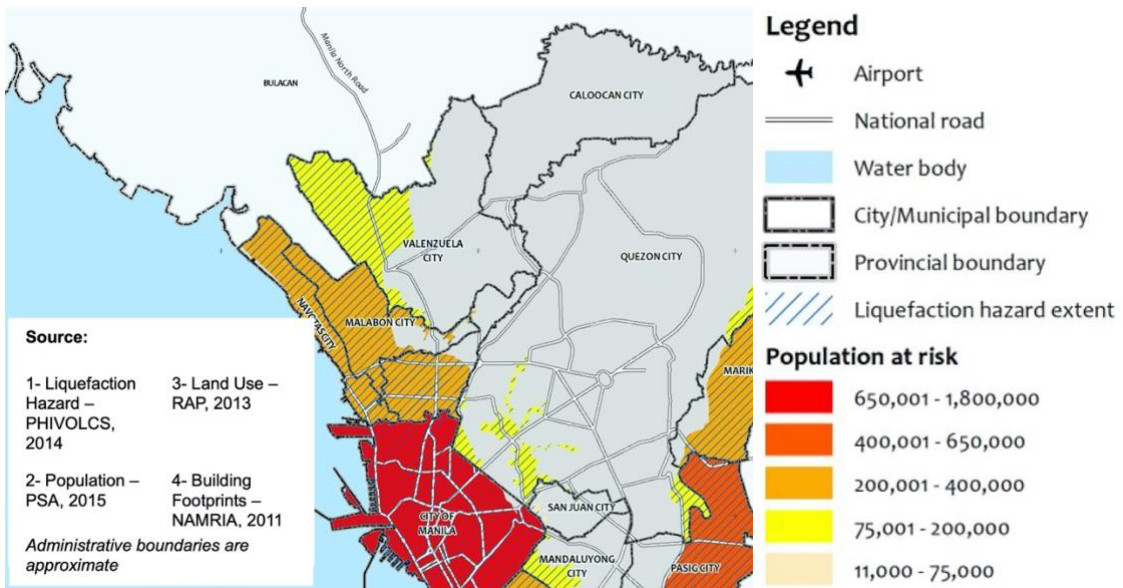 Manila North Road
BULACAN
CALOOCAN CITY
VALENZUELA
CITY
QUEZON CITY
NAVOTAS CITY
MALABON CITY
MARIK
SAN JUAN CITY
CITY OF
MANILA
MANDALUYONG
CITY
PASIG CITY
Source:
1- Liquefaction
Hazard –
PHIVOLCS,
2014
2- Population –
PSA, 2015
3- Land Use –
RAP, 2013
4- Building
Footprints –
NAMRIA, 2011
Administrative boundaries are
approximate
Legend
Airport
National road
Water body
City/Municipal boundary
Provincial boundary
Liquefaction hazard extent
Population at risk
650,001 - 1,800,000
400,001 - 650,000
200,001 - 400,000
75,001 - 200,000
11,000 - 75,000